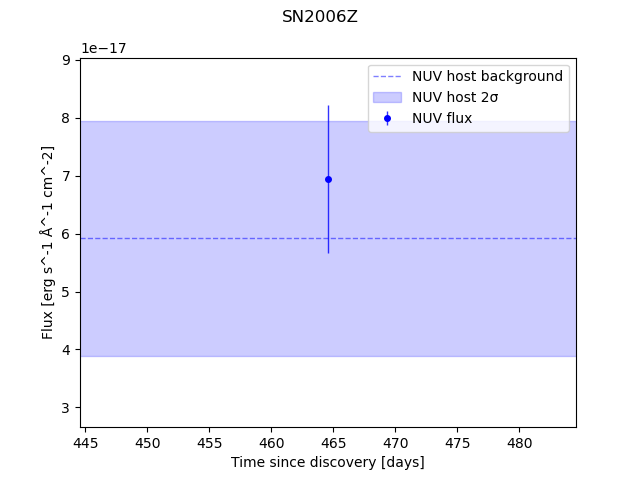 SN2006Z
1e−17
NUV host background
NUV host 2σ
NUV flux
9
8
7
6
5
4
3
Flux [erg s^-1 Å^-1 cm^-2]
445 450 455 460 465 470 475 480
Time since discovery [days]